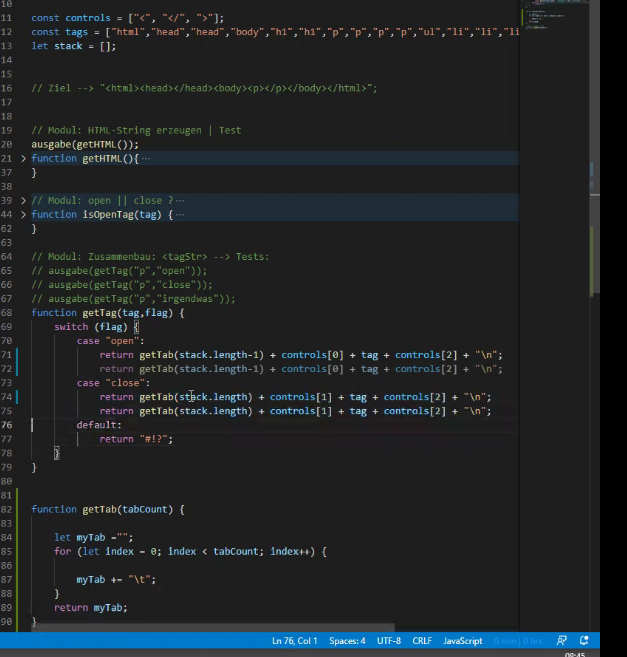 10
11 const controls = ["<", "</", ">"];
12 const tags = ["html","head","head","body","h1","h1","p","p","p","p","ul","li","li","l
13 let stack = [];
14
15
16 // Ziel --> "<html><head></head><body><p></p></body></html>";
17
18
19 // Modul: HTML-String erzeugen | Test
20 ausgabe(getHTML());
21 function getHTML(){ ···
37 }
38
39 // Modul: open || close ? ···
44 function isOpenTag(tag) { ···
62 }
63
64 // Modul: Zusammenbau: <tagStr> --> Tests:
65 // ausgabe(getTag("p","open"));
66 // ausgabe(getTag("p","close"));
67 // ausgabe(getTag("p","irgendwas"));
68 function getTag(tag,flag) {
69 switch (flag) {
70 case "open":
71 return getTab(stack.length-1) + controls[0] + tag + controls[2] + "\n";
72 return getTab(stack.length-1) + controls[0] + tag + controls[2] + "\n";
73 case "close":
74 return getTab(stack.length) + controls[1] + tag + controls[2] + "\n";
75 return getTab(stack.length) + controls[1] + tag + controls[2] + "\n";
76 default:
77 return "#!?";
78 }
79 }
80
81
82 function getTab(tabCount) {
83
84 let myTab ="";
85 for (let index = 0; index < tabCount; index++) {
86
87 myTab += "\t";
88 }
89 return myTab;
90 }
Ln 76, Col 1 Spaces: 4 UTF-8 CRLF JavaScript
08:45